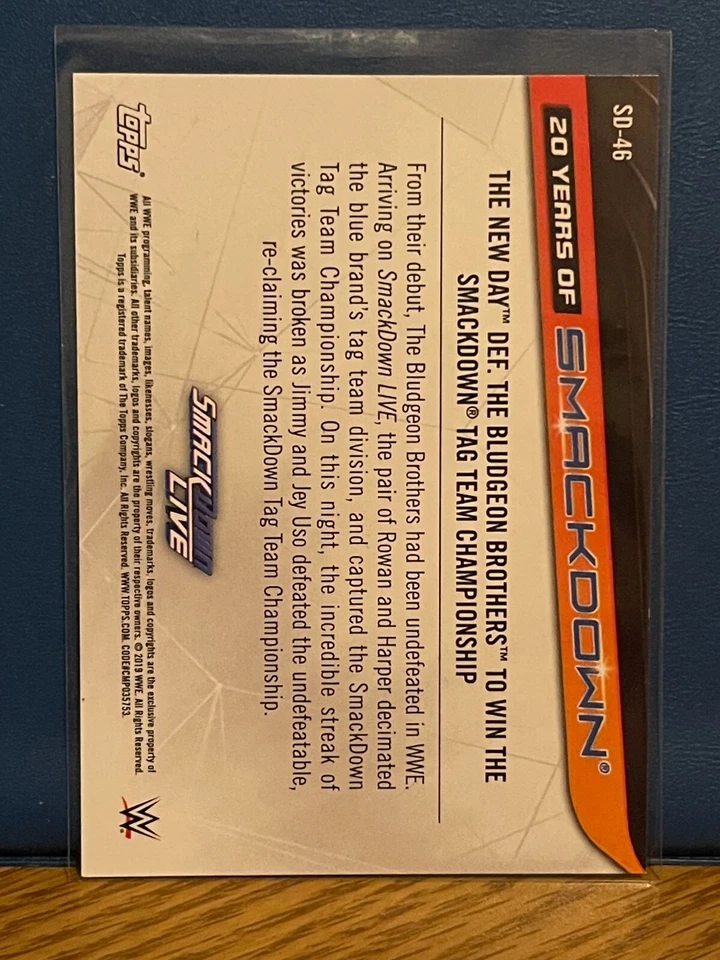 SD-46
20 YEARS OF SMACKDOWN®
THE NEW DAY™ DEF. THE BLUDGEON BROTHERS™ TO WIN THE
SMACKDOWN® TAG TEAM CHAMPIONSHIP
From their debut, The Bludgeon Brothers had been undefeated in WWE.
Arriving on SmackDown LIVE, the pair of Rowan and Harper decimated
the blue brand's tag team division, and captured the SmackDown
Tag Team Championship. On this night, the incredible streak of
victories was broken as Jimmy and Jey Uso defeated the undefeatable,
re-claiming the SmackDown Tag Team Championship.
SMACKDOWN
LIVE
topps®
All WWE programming, talent names, images, likenesses, slogans, wrestling moves, trademarks, logos and copyrights are the exclusive property of
WWE and its subsidiaries. All other trademarks, logos and copyrights are the property of their respective owners. © 2019 WWE. All Rights Reserved.
Topps is a registered trademark of The Topps Company, Inc. All Rights Reserved. WWW.TOPPS.COM. CODE#CMP035753.
W